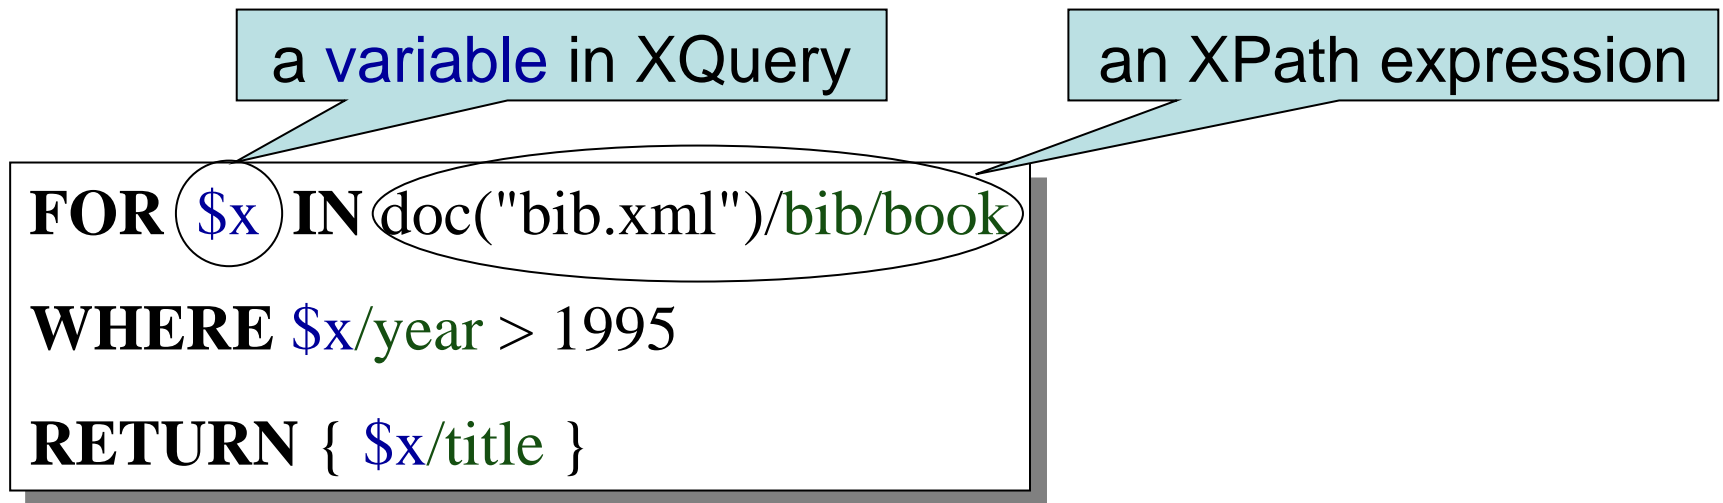 a variable in XQuery
an XPath expression
FOR $x IN doc("bib.xml")/bib/book
WHERE $x/year > 1995
RETURN { $x/title }